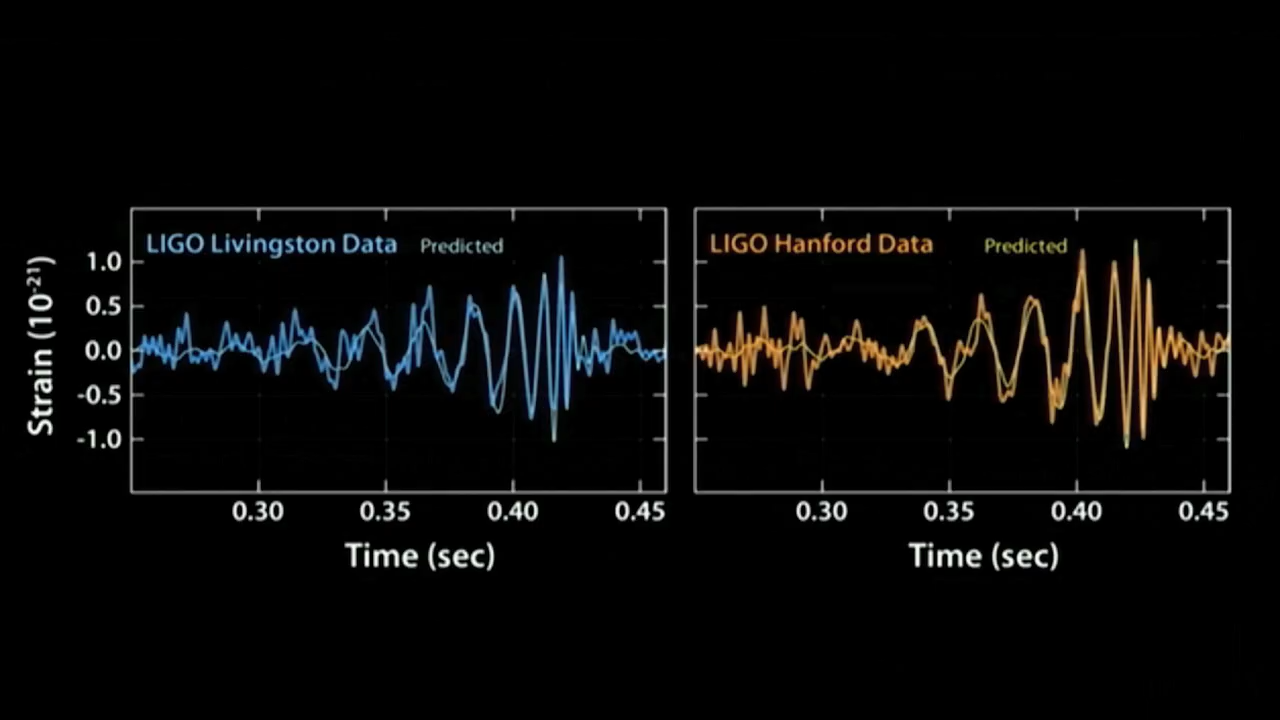 LIGO Livingston Data Predicted
LIGO Hanford Data Predicted
Strain (10-21)
1.0
0.5
0.0
-0.5
-1.0
0.30 0.35 0.40 0.45
0.30 0.35 0.40 0.45
Time (sec)
Time (sec)